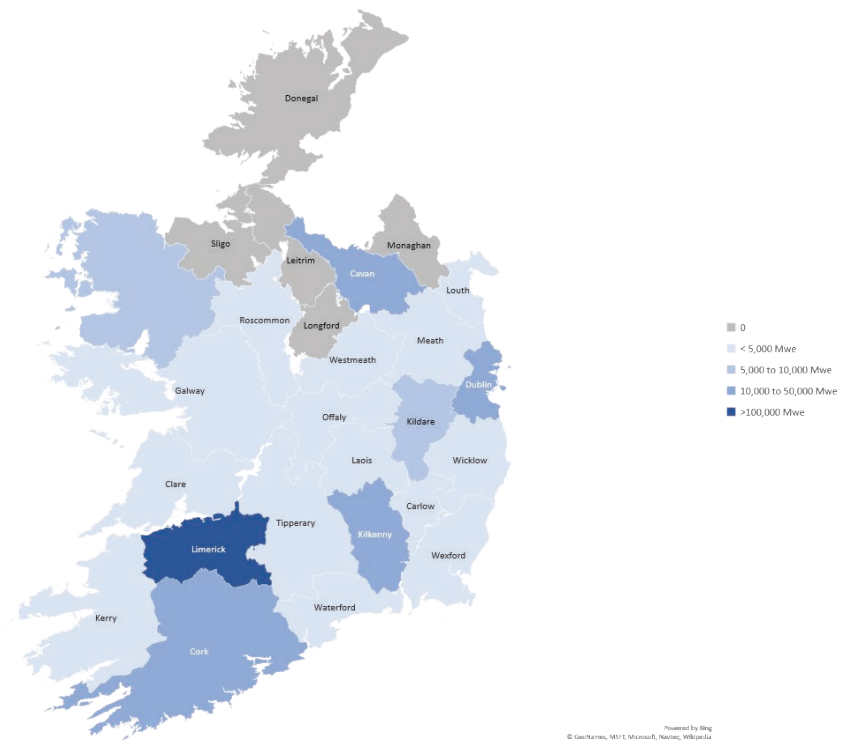 Donegal
Sligo
Leitrim
Monaghan
Cavan
Louth
Roscommon
Longford
Meath
Westmeath
Dublin
Galway
Offaly
Kildare
Laois
Wicklow
Clare
Carlow
Tipperary
Kilkenny
Limerick
Wexford
Waterford
Kerry
Cork
0
< 5,000 Mwe
5,000 to 10,000 Mwe
10,000 to 50,000 Mwe
>100,000 Mwe
Powered by Bing
© GeoNames, MSFT, Microsoft, Navteq, Wikipedia